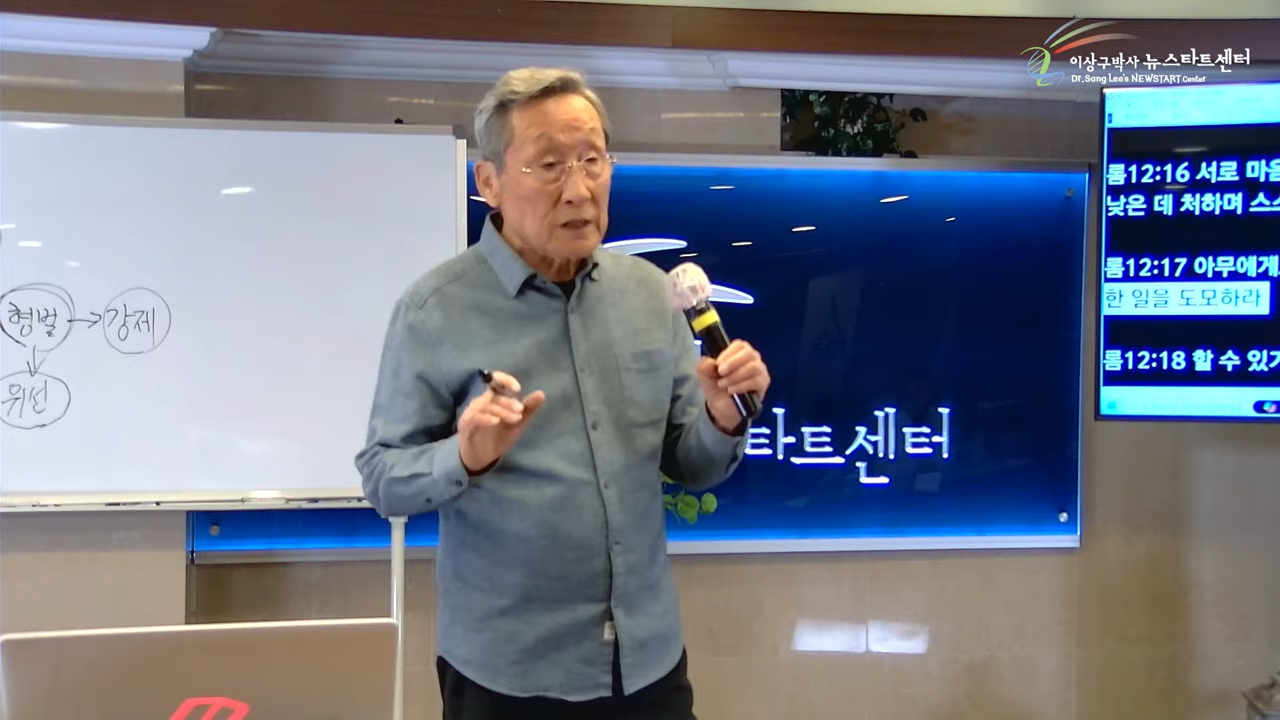 이상구박사 뉴스타트센터
Dr. Sang Lee's NEWSTART Center
롬12:16 서로 마음
낮은 데 처하며 스스
롬12:17 아무에게
한 일을 도모하라
롬12:18 할 수 있거
형벌 → 강제
↓
위선
타트센터